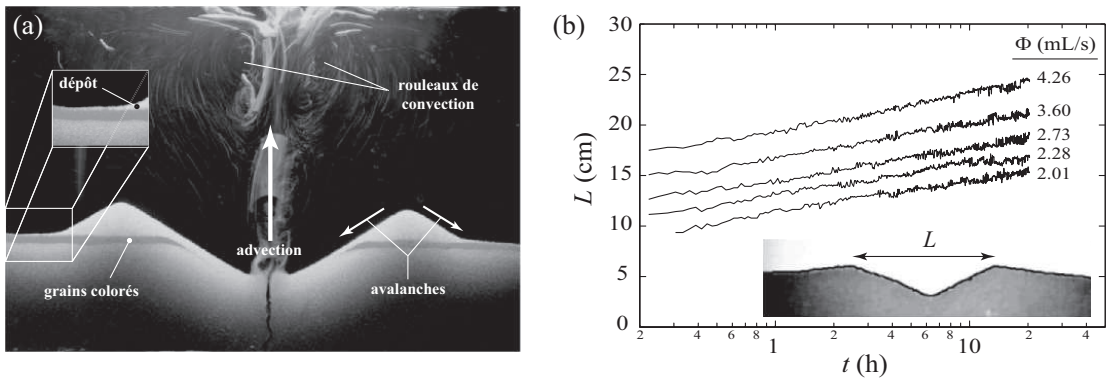 (a)
dépôt
rouleaux de
convection
advection
grains colorés
avalanches
(b)
30
25
20
15
10
5
0
L (cm)
Φ (mL/s)
4.26
3.60
2.73
2.28
2.01
L
2 6 8 1 2 4 6 8 10 2 4
t (h)